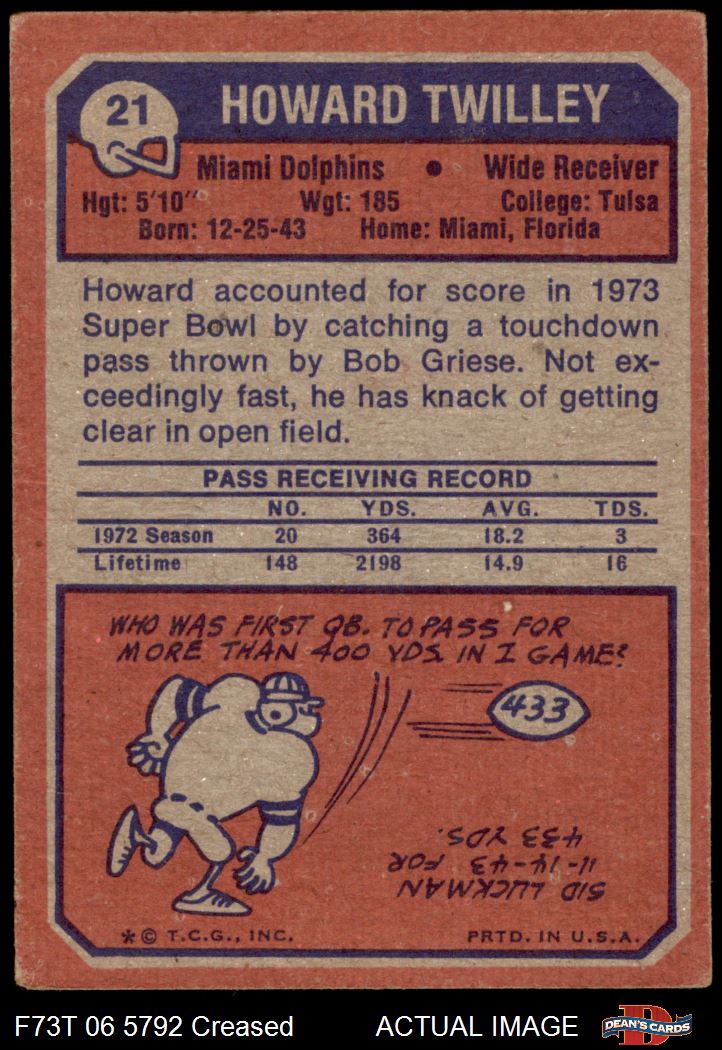 21
HOWARD TWILLEY
Miami Dolphins • Wide Receiver
Hgt: 5'10" Wgt: 185 College: Tulsa
Born: 12-25-43 Home: Miami, Florida
Howard accounted for score in 1973
Super Bowl by catching a touchdown
pass thrown by Bob Griese. Not ex-
ceedingly fast, he has knack of getting
clear in open field.
PASS RECEIVING RECORD
NO. YDS. AVG. TDS.
1972 Season 20 364 18.2 3
Lifetime 148 2198 14.9 16
WHO WAS FIRST QB. TO PASS FOR
MORE THAN 400 YDS. IN 1 GAME?
433
SID LUCKMAN
11-14-43 FOR
433 YDS.
*© T.C.G., INC. PRTD. IN U.S.A.
F73T 06 5792 Creased ACTUAL IMAGE
D
DEAN'S CARDS